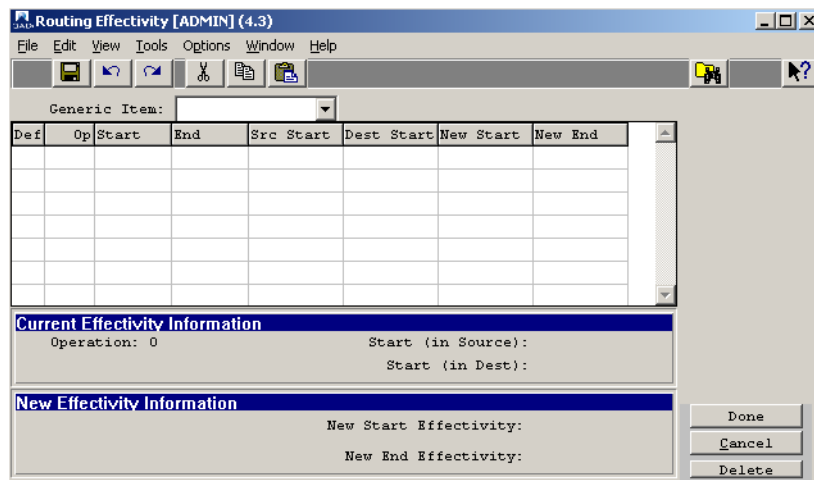 Routing Effectivity [ADMIN] (4.3)
File Edit View Tools Options Window Help
Generic Item:
Def Op Start End Src Start Dest Start New Start New End
Current Effectivity Information
Operation: 0 Start (in Source):
Start (in Dest):
New Effectivity Information
New Start Effectivity:
New End Effectivity:
Done
Cancel
Delete